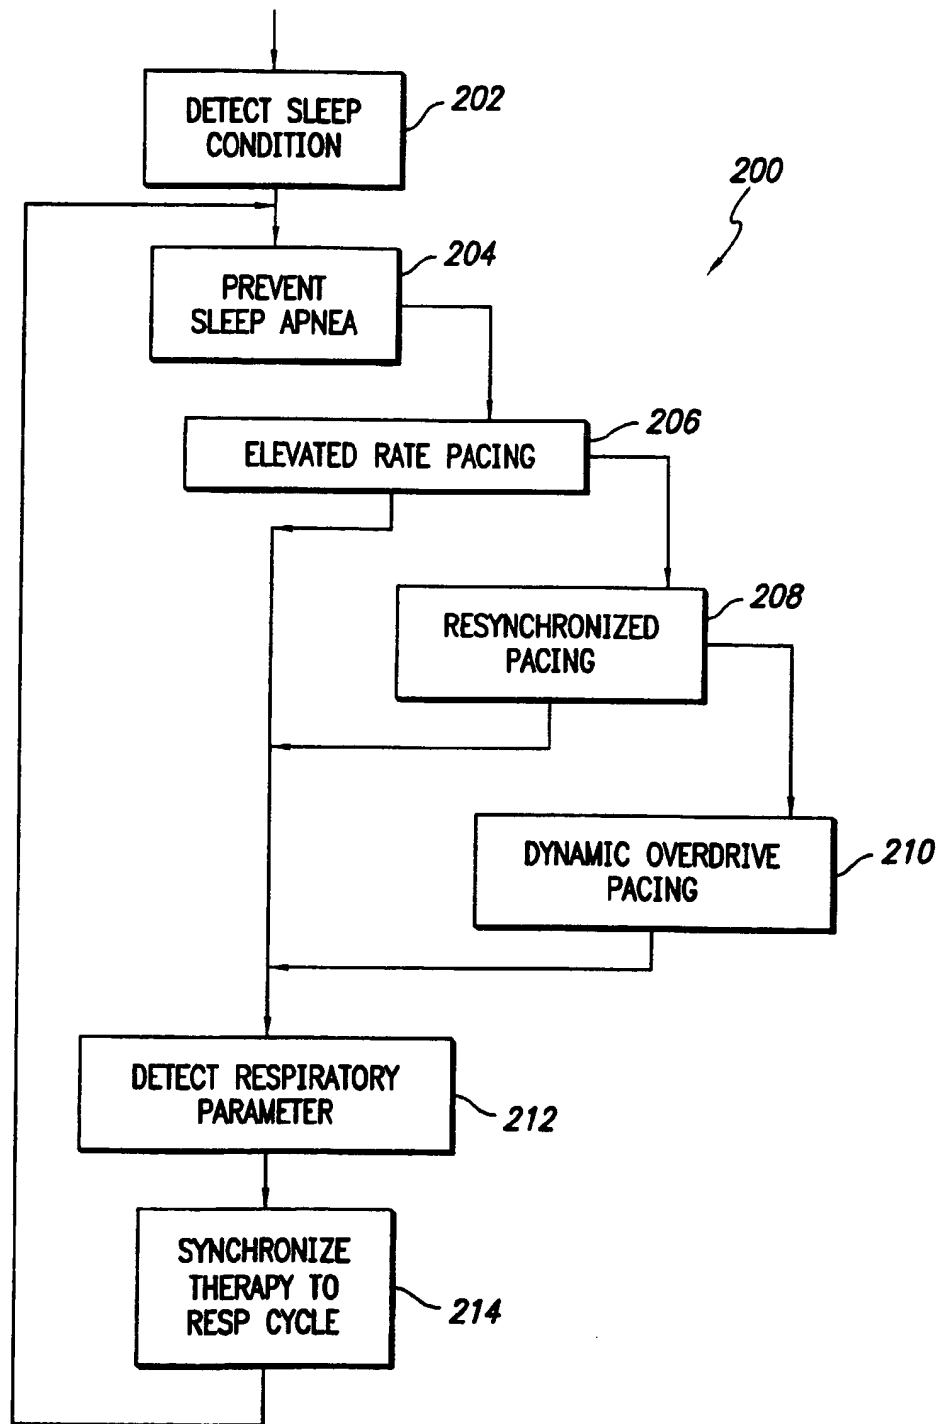 DETECT SLEEP
CONDITION
202
200
PREVENT
SLEEP APNEA
204
ELEVATED RATE PACING
206
RESYNCHRONIZED
PACING
208
DYNAMIC OVERDRIVE
PACING
210
DETECT RESPIRATORY
PARAMETER
212
SYNCHRONIZE
THERAPY TO
RESP CYCLE
214